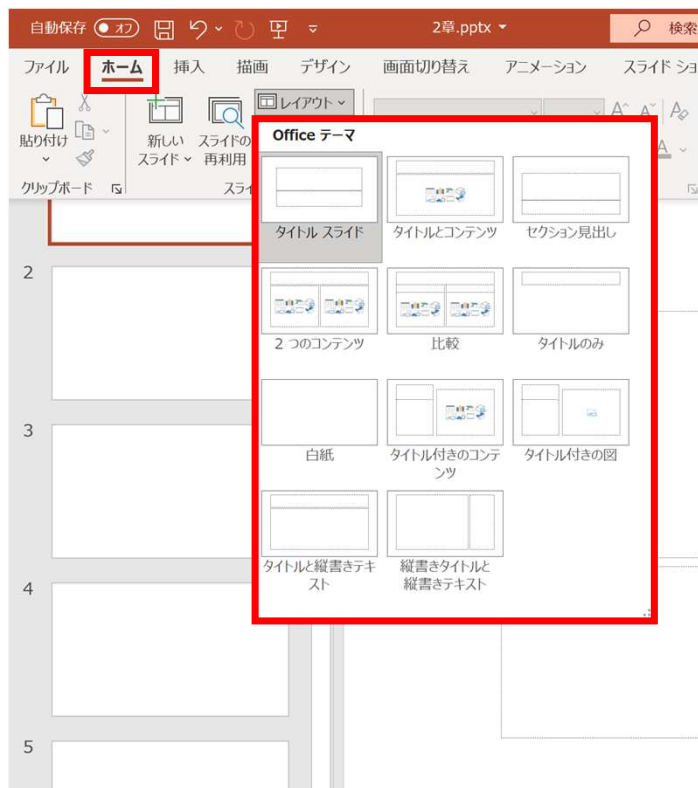 自動保存 オフ 2章.pptx 検索
ファイル ホーム 挿入 描画 デザイン 画面切り替え アニメーション スライド ショ
レイアウト
貼り付け 新しい スライドの
スライド 再利用
クリップボード スライ
Office テーマ
タイトル スライド タイトルとコンテンツ セクション見出し
2 つのコンテンツ 比較 タイトルのみ
白紙 タイトル付きのコンテ タイトル付きの図
ンツ
タイトルと縦書きテキ 縦書きタイトルと
スト 縦書きテキスト
2
3
4
5